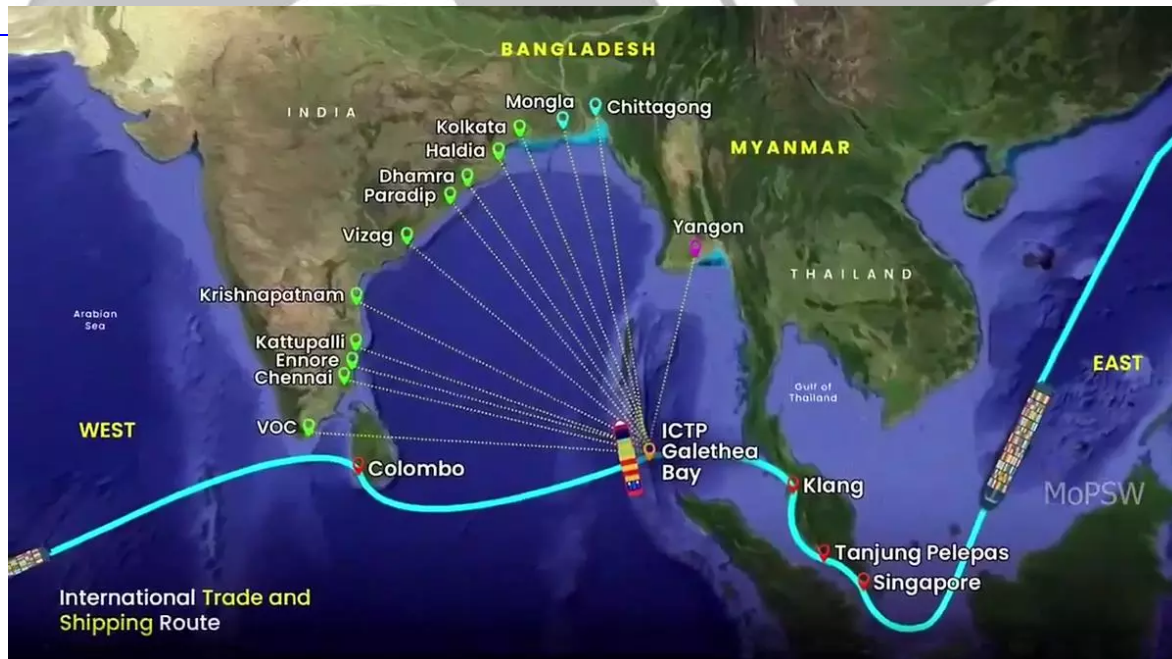 BANGLADESH
INDIA
Mongla
Chittagong
Kolkata
Haldia
MYANMAR
Dhamra
Paradip
Vizag
Yangon
THAILAND
Krishnapatnam
Arabian
Sea
Kattupalli
Ennore
Chennai
EAST
Gulf of
Thailand
WEST
VOC
ICTP
Galethea
Bay
Colombo
Klang
MoPSW
Tanjung Pelepas
Singapore
International Trade and
Shipping Route